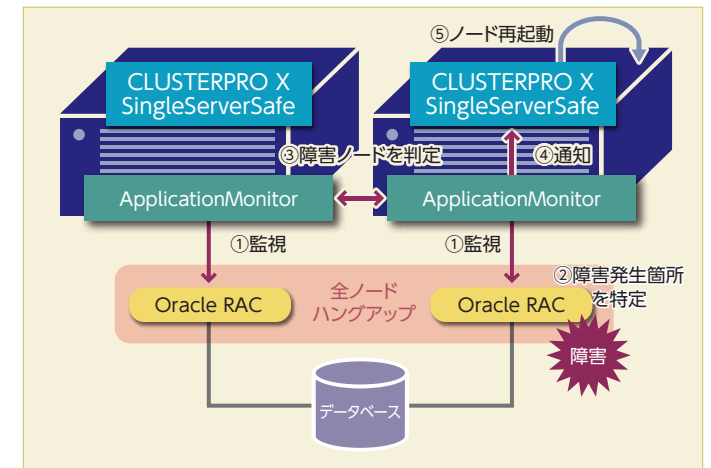 ⑤ノード再起動
CLUSTERPRO X
SingleServerSafe
CLUSTERPRO X
SingleServerSafe
③障害ノードを判定
④通知
ApplicationMonitor
ApplicationMonitor
①監視
①監視
②障害発生箇所
を特定
Oracle RAC
全ノード
ハングアップ
Oracle RAC
障害
データベース